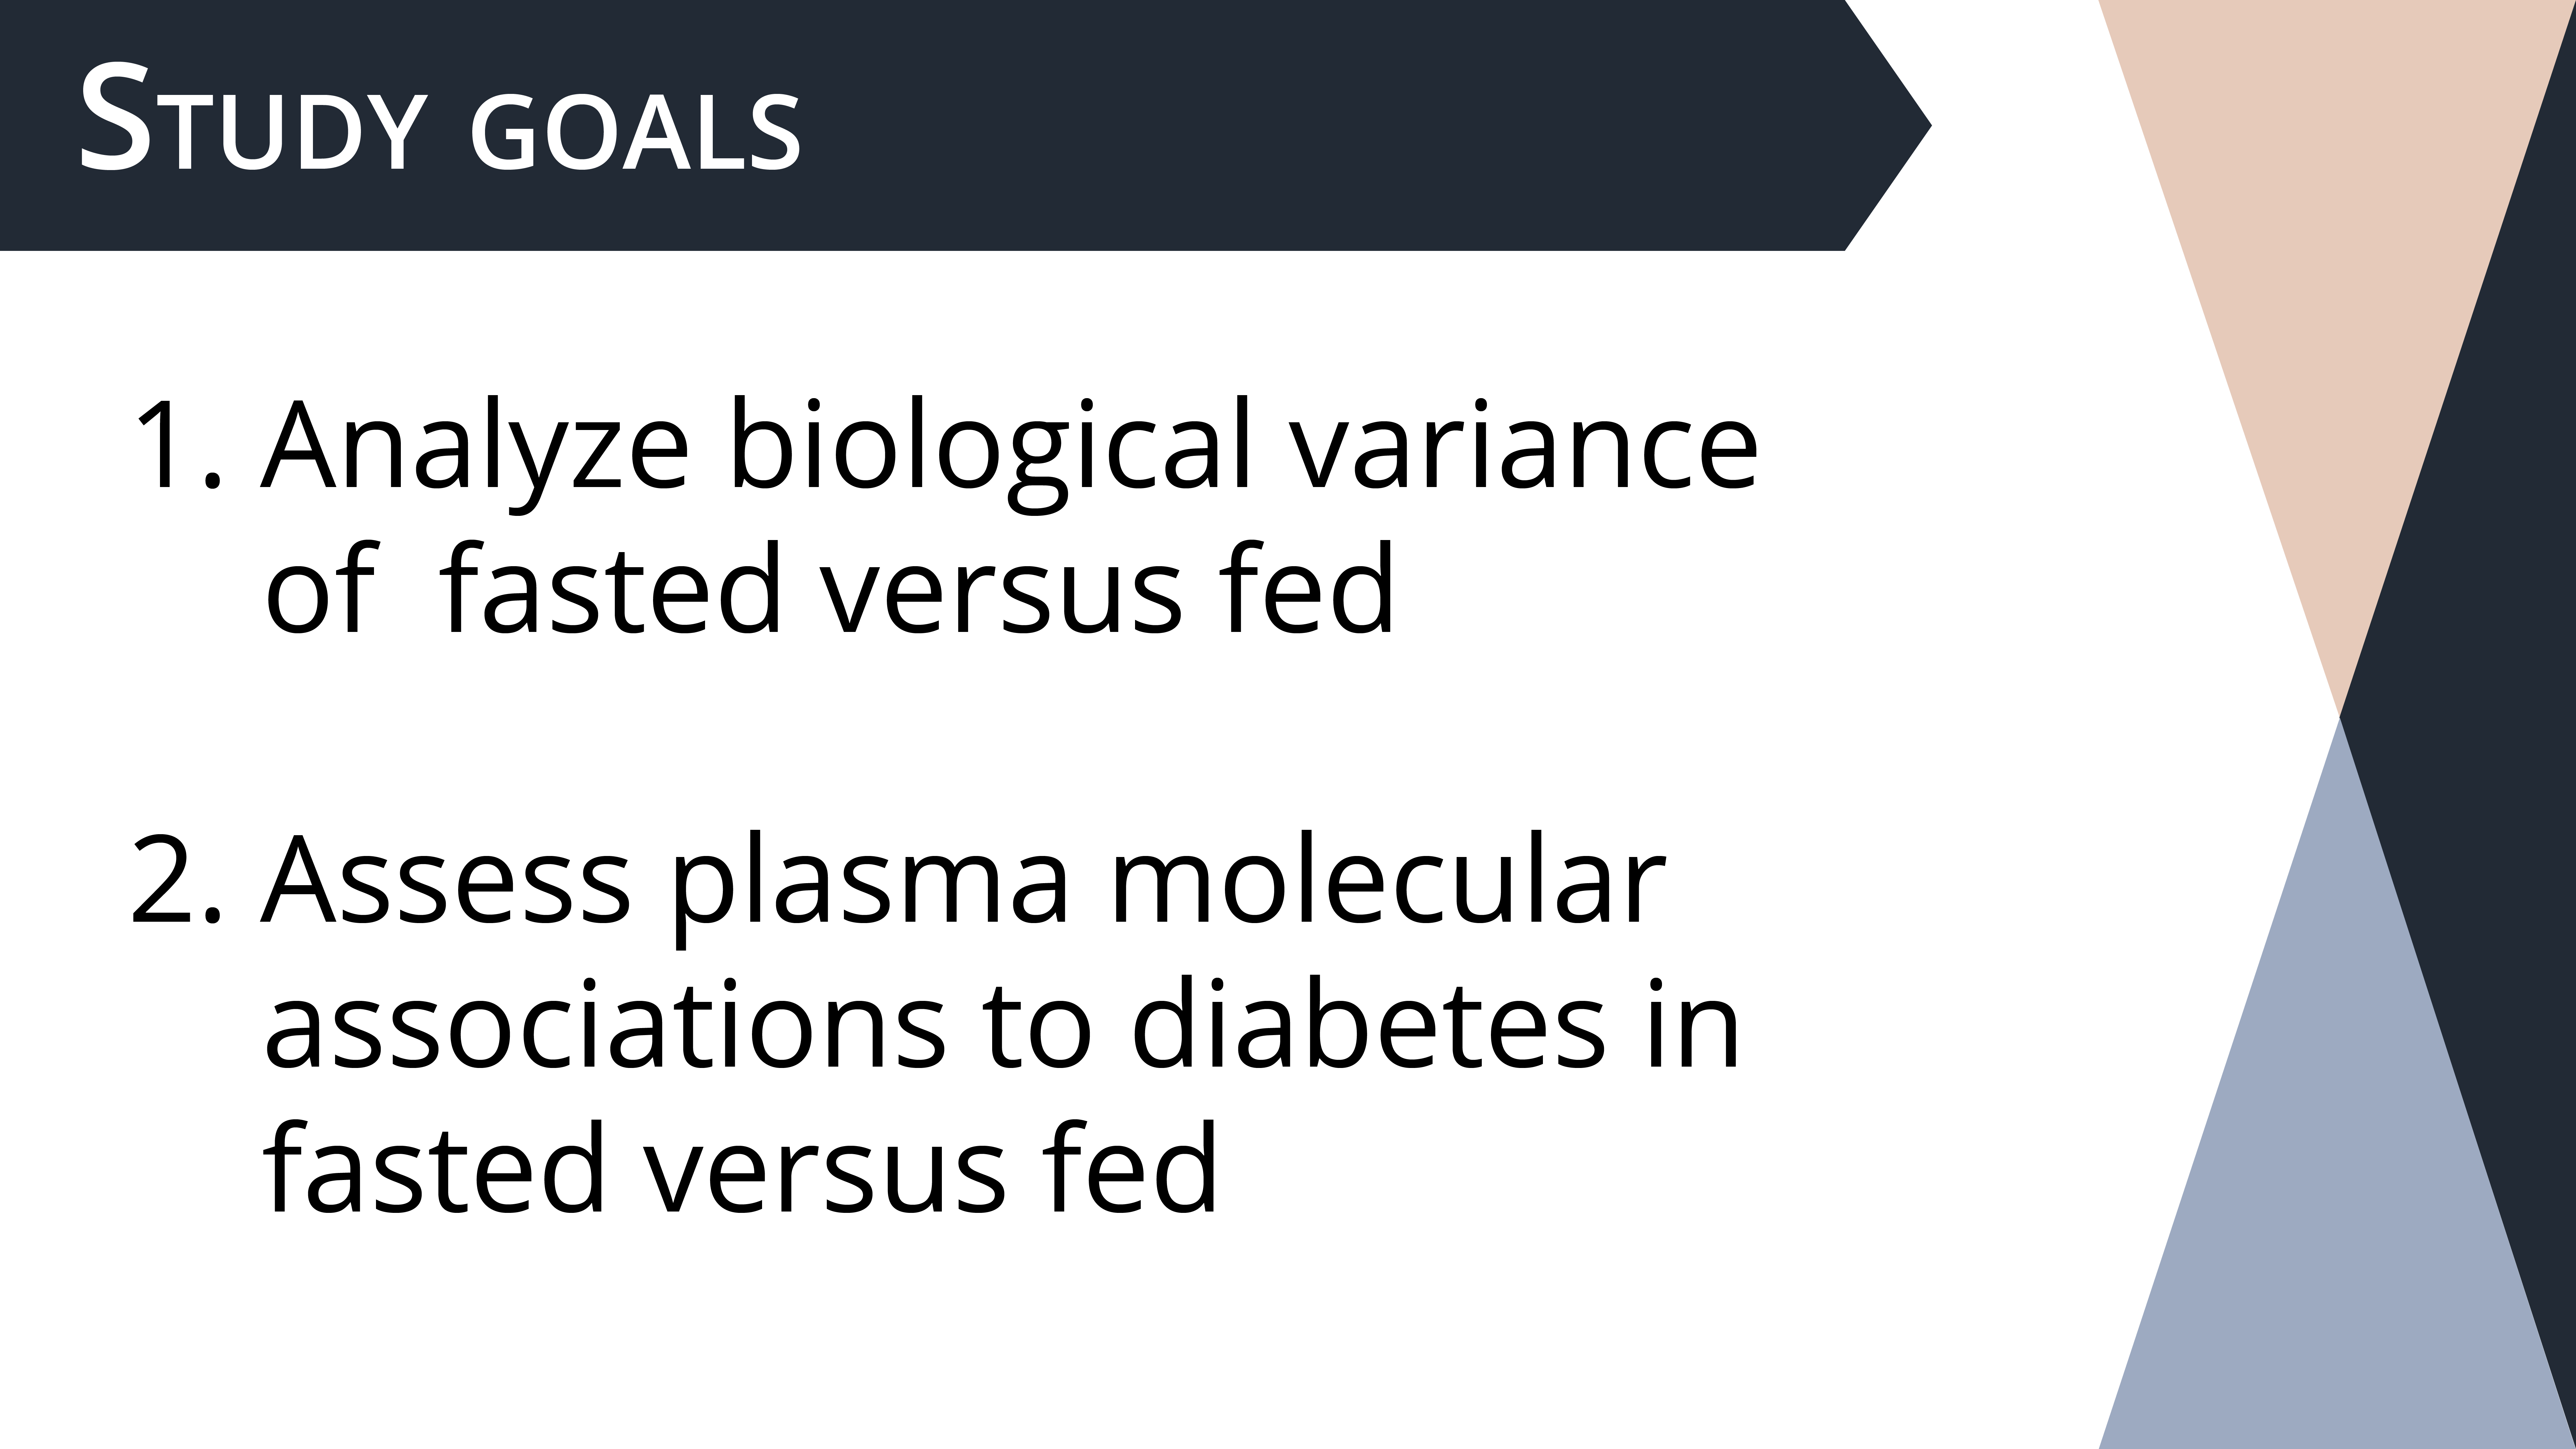 Study goals
1. Analyze biological variance
of  fasted versus fed
2. Assess plasma molecular
associations to diabetes in
fasted versus fed